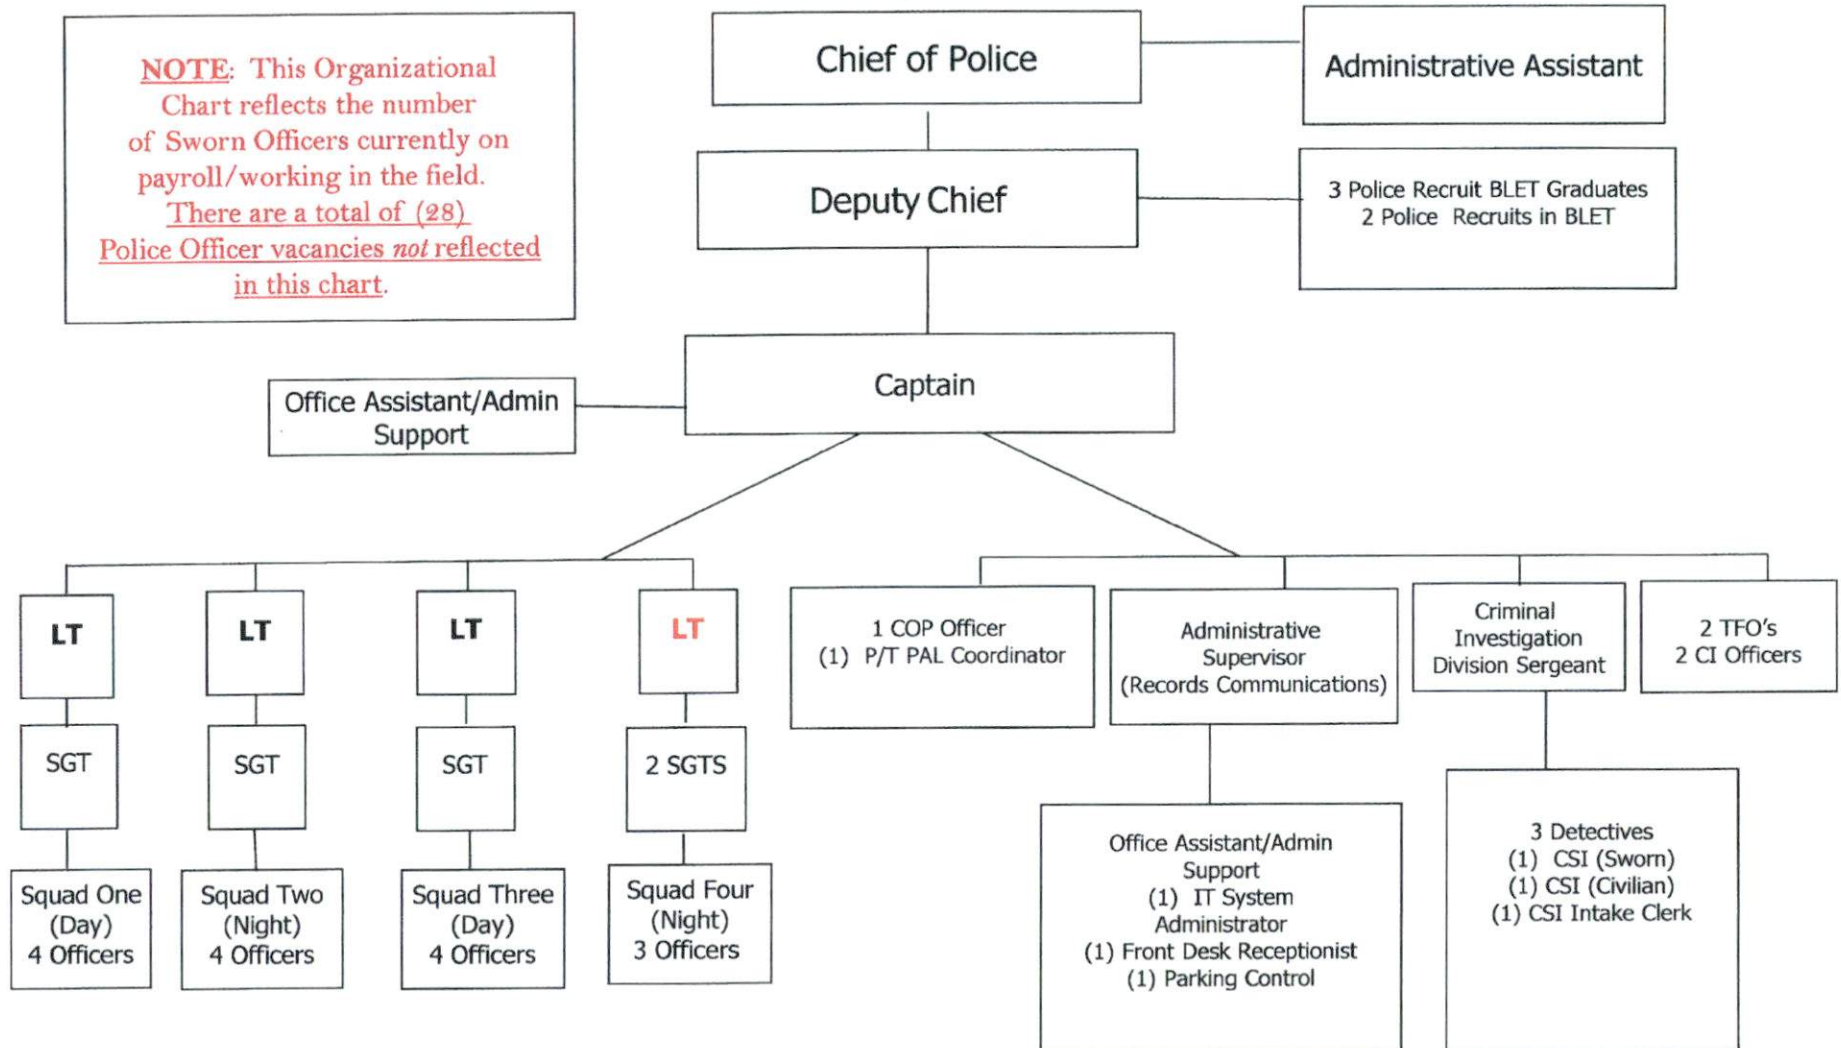 NOTE: This Organizational
Chart reflects the number
of Sworn Officers currently on
payroll/working in the field.
There are a total of (28)
Police Officer vacancies not reflected
in this chart.
Chief of Police
Administrative Assistant
Deputy Chief
3 Police Recruit BLET Graduates
2 Police Recruits in BLET
Captain
Office Assistant/Admin
Support
LT
LT
LT
LT
1 COP Officer
(1) P/T PAL Coordinator
Administrative
Supervisor
(Records Communications)
Criminal
Investigation
Division Sergeant
2 TFO's
2 CI Officers
SGT
SGT
SGT
2 SGTS
Squad One
(Day)
4 Officers
Squad Two
(Night)
4 Officers
Squad Three
(Day)
4 Officers
Squad Four
(Night)
3 Officers
Office Assistant/Admin
Support
(1) IT System
Administrator
(1) Front Desk Receptionist
(1) Parking Control
3 Detectives
(1) CSI (Sworn)
(1) CSI (Civilian)
(1) CSI Intake Clerk